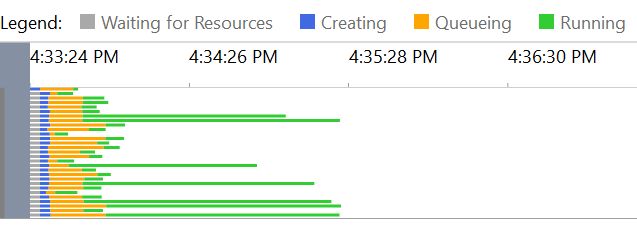 Legend: Waiting for Resources Creating Queueing Running
4:33:24 PM 4:34:26 PM 4:35:28 PM 4:36:30 PM